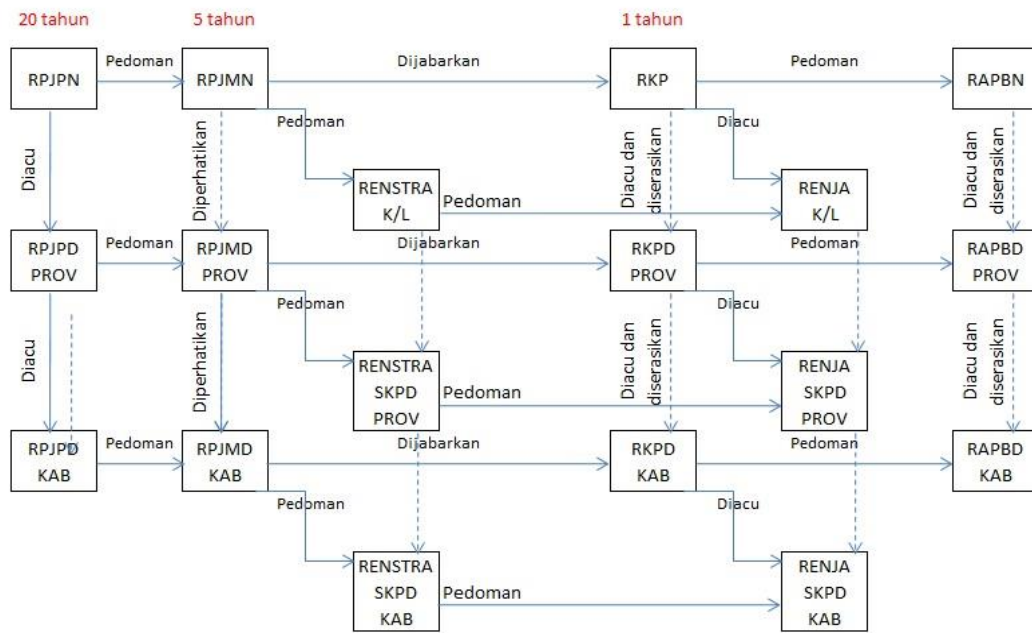 20 tahun
5 tahun
1 tahun
RPJPN
Pedoman
RPJMN
Dijabarkan
RKP
Pedoman
RAPBN
Diacu
Diperhatikan
Pedoman
Diacu dan
diserasikan
Diacu
Diacu dan
diserasikan
RENSTRA
K/L
Pedoman
RENJA
K/L
RPJPD
PROV
Pedoman
RPJMD
PROV
Dijabarkan
RKPD
PROV
Pedoman
RAPBD
PROV
Diacu
Diperhatikan
Pedoman
Diacu dan
diserasikan
Diacu
Diacu dan
diserasikan
RENSTRA
SKPD
PROV
Pedoman
RENJA
SKPD
PROV
RPJPD
KAB
Pedoman
RPJMD
KAB
Dijabarkan
RKPD
KAB
Pedoman
RAPBD
KAB
Pedoman
Diacu
RENSTRA
SKPD
KAB
Pedoman
RENJA
SKPD
KAB